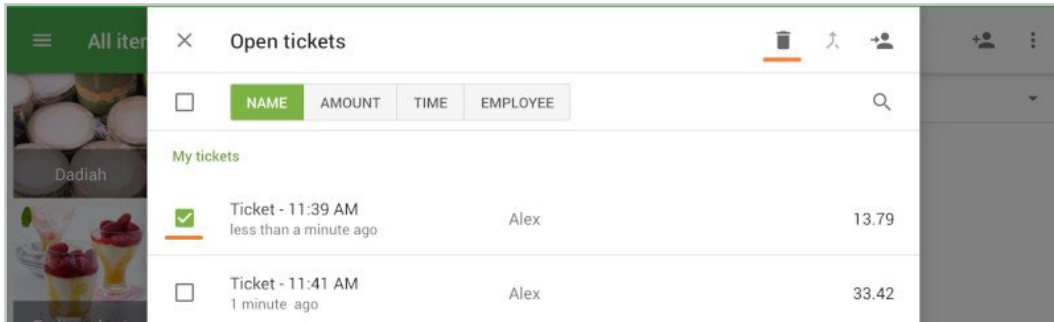 All iter
Open tickets
NAME AMOUNT TIME EMPLOYEE
My tickets
Dadiah
Ticket - 11:39 AM
less than a minute ago
Alex
13.79
Ticket - 11:41 AM
1 minute ago
Alex
33.42